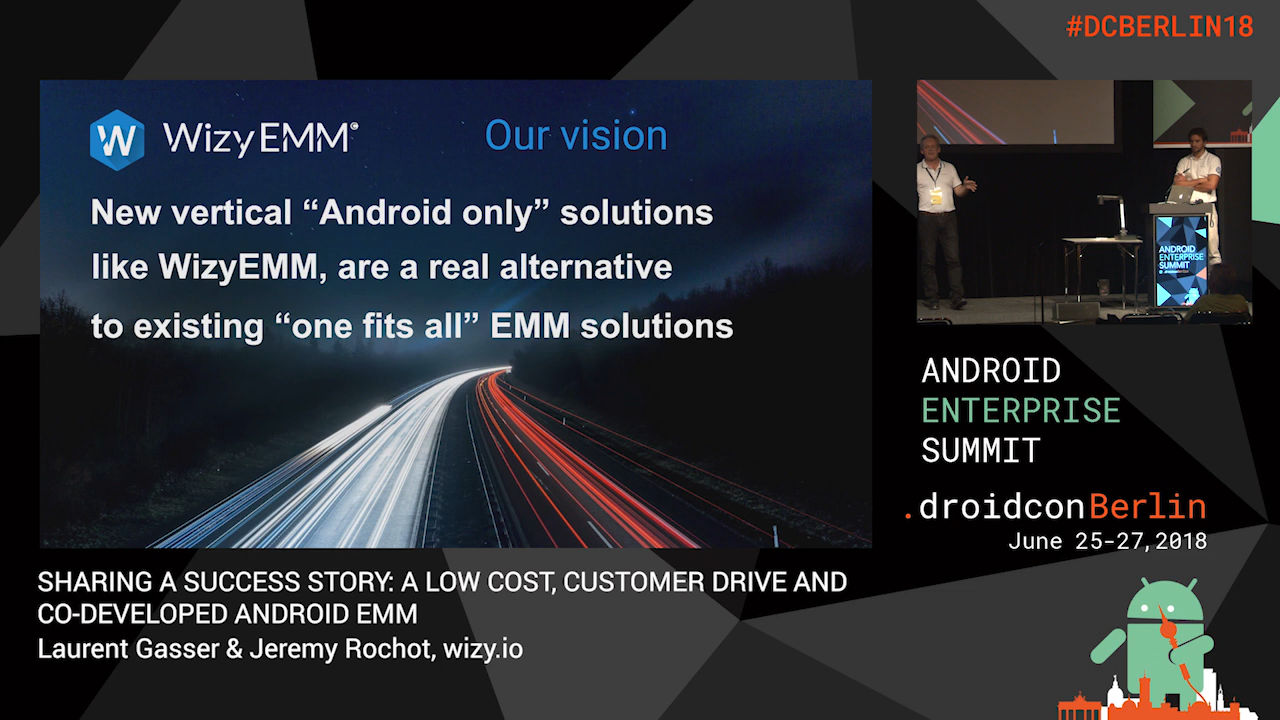 #DCBERLIN18
W WizyEMM®
Our vision
New vertical “Android only” solutions
like WizyEMM, are a real alternative
to existing “one fits all” EMM solutions
ANDROID
ENTERPRISE
SUMMIT
ANDROID
ENTERPRISE
SUMMIT
.droidconBerlin
June 25-27, 2018
SHARING A SUCCESS STORY: A LOW COST, CUSTOMER DRIVE AND
CO-DEVELOPED ANDROID EMM
Laurent Gasser & Jeremy Rochot, wizy.io